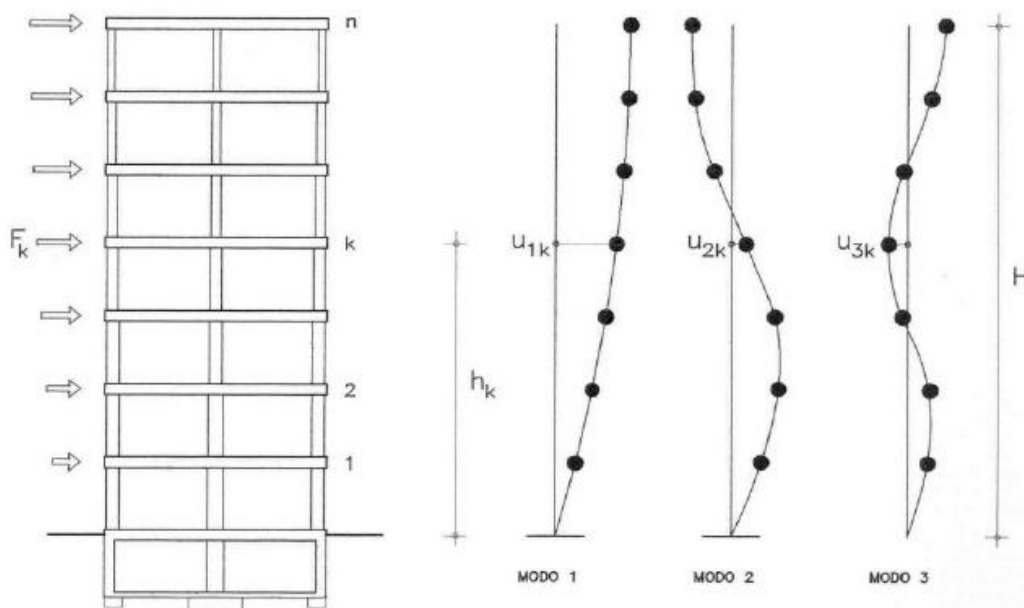 n
F_k
k
2
1
h_k
u_1k
u_2k
u_3k
H
MODO 1
MODO 2
MODO 3